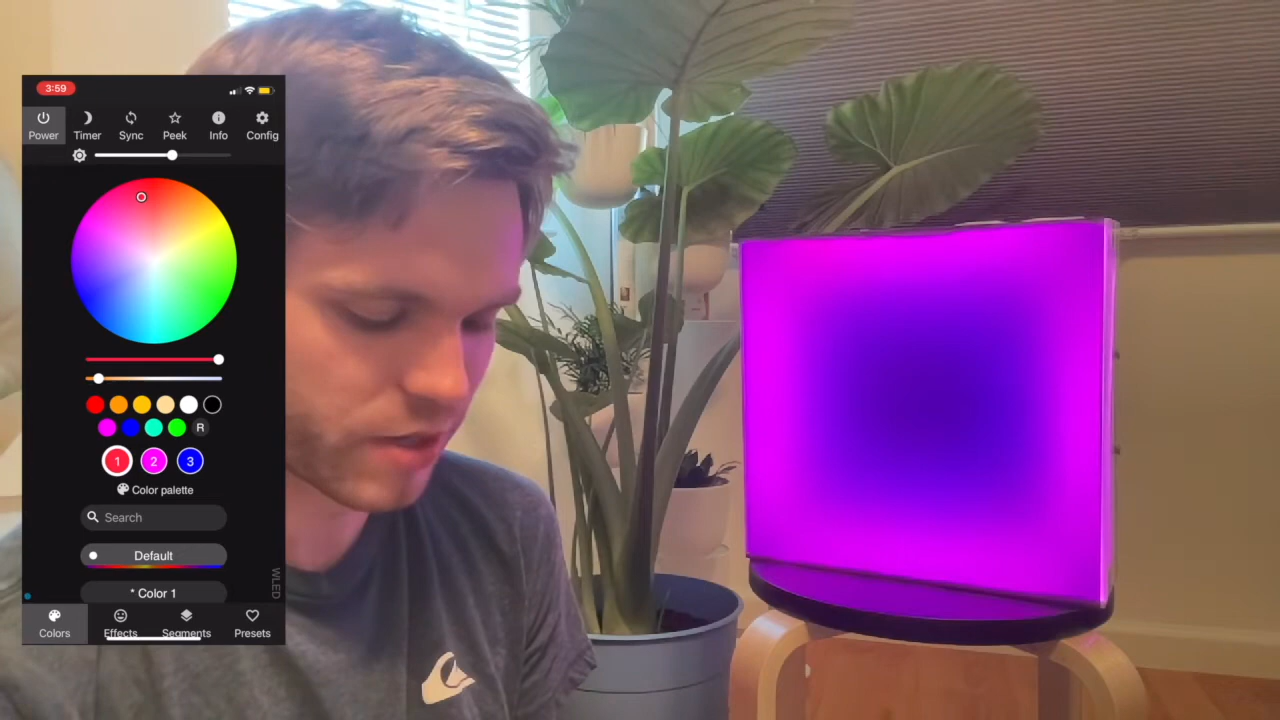 3:59
Power Timer Sync Peek Info Config
R
1 2 3
Color palette
Search
Default
* Color 1
WLED
Colors Effects Segments Presets